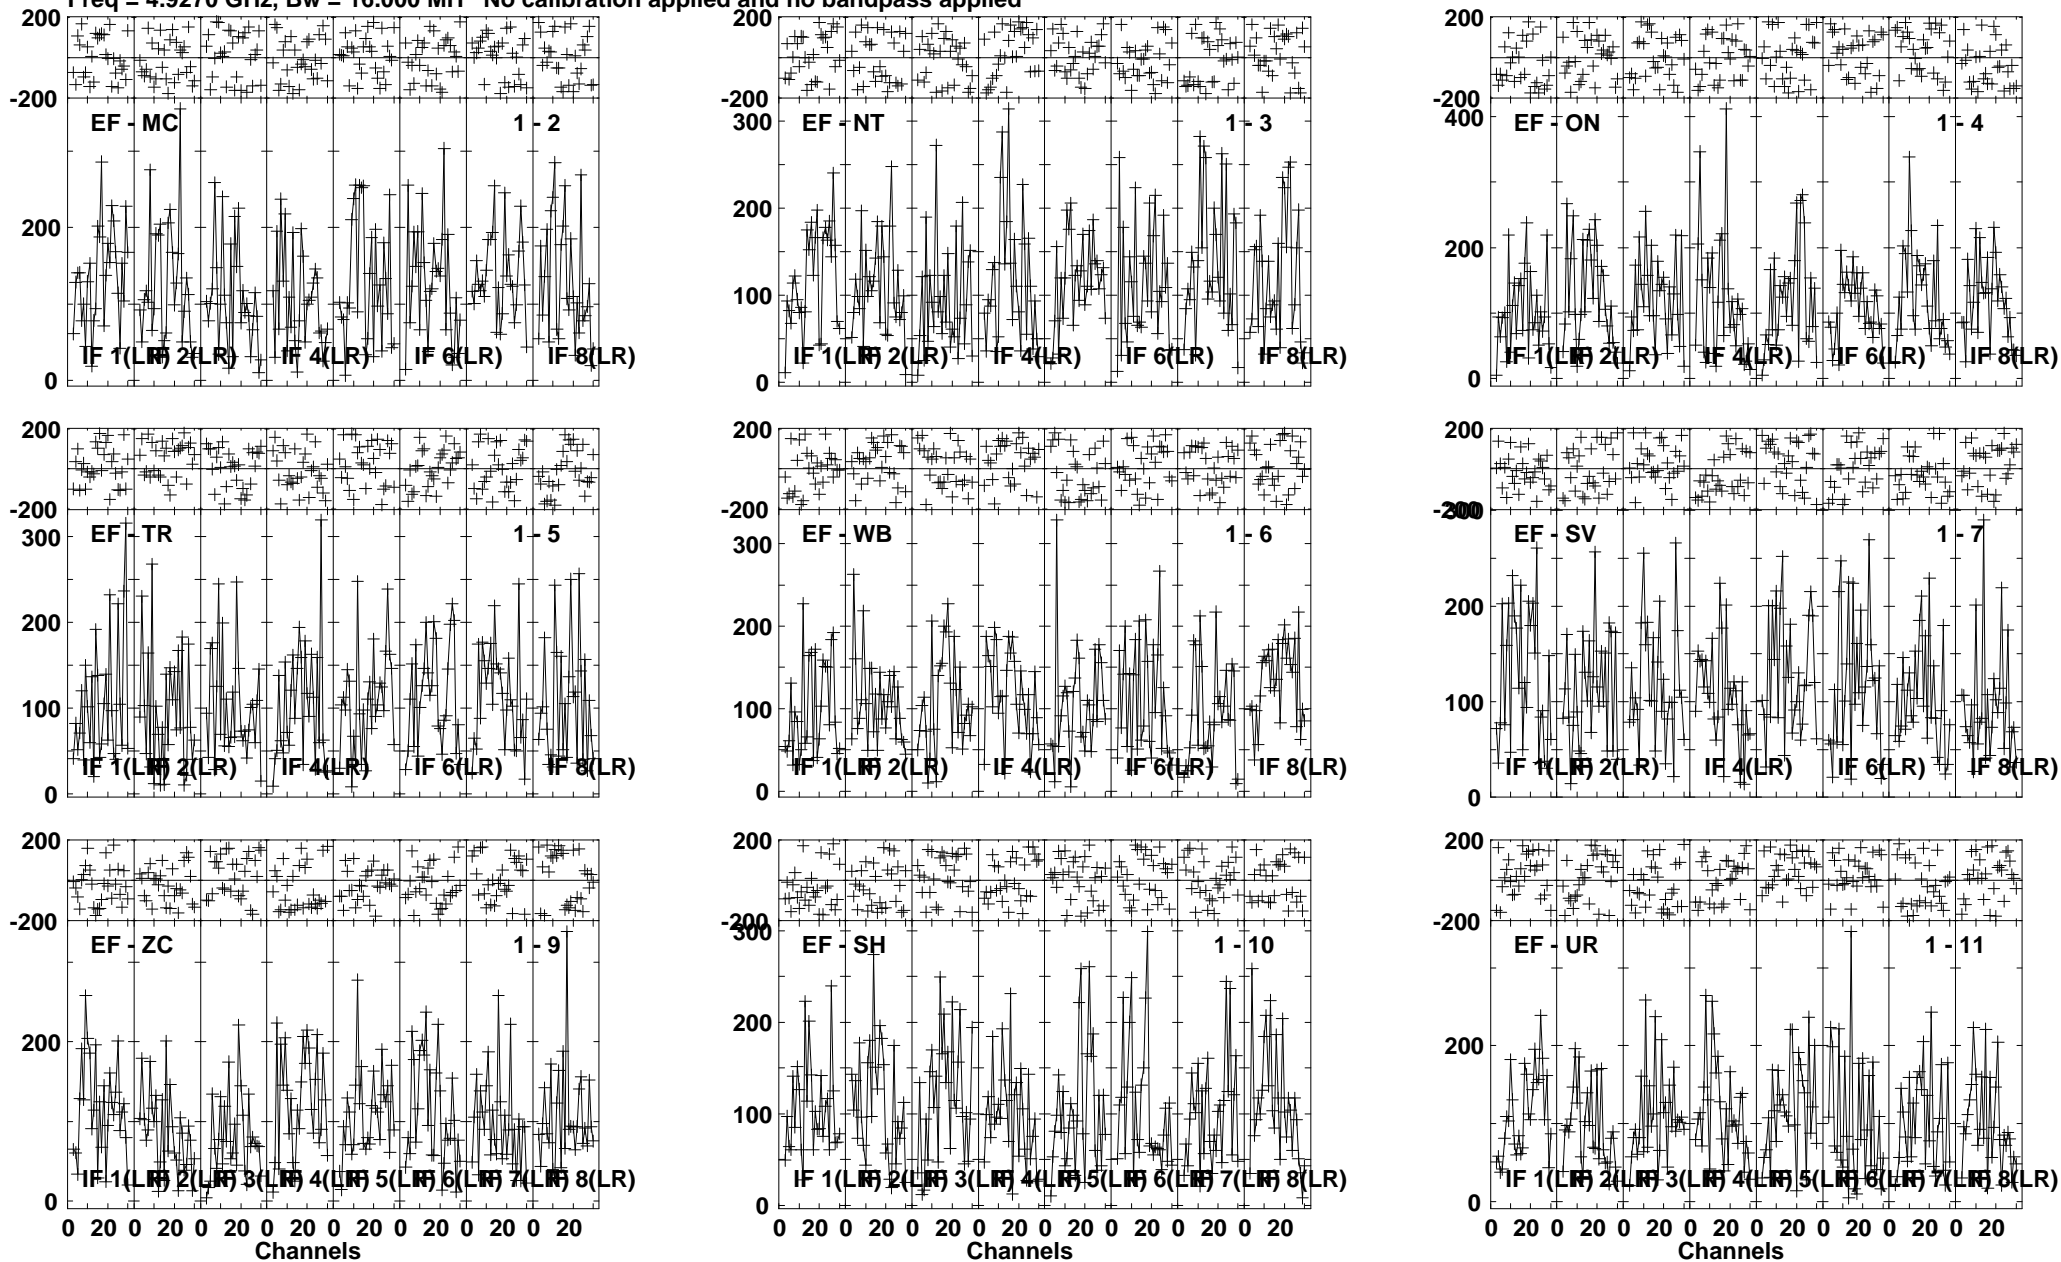 Freq = 4.9270 GHz, Bw = 16.000 MH No calibration applied and no bandpass applied
200 200 200
-200 -200 -200
EF - MC 1 - 2 EF - NT 1 - 3 EF - ON 1 - 4
300 400
200 200 200
100
IF 1(LR) IF 2(LR) IF 4(LR) IF 6(LR) IF 8(LR) IF 1(LR) IF 2(LR) IF 4(LR) IF 6(LR) IF 8(LR) IF 1(LR) IF 2(LR) IF 4(LR) IF 6(LR) IF 8(LR)
0 0 0
200 200 200
-200 -200 -200
300
EF - TR 1 - 5 EF - WB 1 - 6 EF - SV 1 - 7
300 300
200 200 200
100 100 100
IF 1(LR) IF 2(LR) IF 4(LR) IF 6(LR) IF 8(LR) IF 1(LR) IF 2(LR) IF 4(LR) IF 6(LR) IF 8(LR) IF 1(LR) IF 2(LR) IF 4(LR) IF 6(LR) IF 8(LR)
0 0 0
200 200 200
-200 -200 -200
300
EF - ZC 1 - 9 EF - SH 1 - 10 EF - UR 1 - 11
200 200 200
100
IF 1(LR) IF 2(LR) IF 3(LR) IF 4(LR) IF 5(LR) IF 6(LR) IF 7(LR) IF 8(LR) IF 1(LR) IF 2(LR) IF 3(LR) IF 4(LR) IF 5(LR) IF 6(LR) IF 7(LR) IF 8(LR) IF 1(LR) IF 2(LR) IF 3(LR) IF 4(LR) IF 5(LR) IF 6(LR) IF 7(LR) IF 8(LR)
0 0 0
0 20 0 20 0 20 0 20 0 20 0 20 0 20 0 20 0 20 0 20 0 20 0 20 0 20 0 20 0 20 0 20 0 20 0 20 0 20 0 20 0 20 0 20 0 20 0 20
Channels Channels